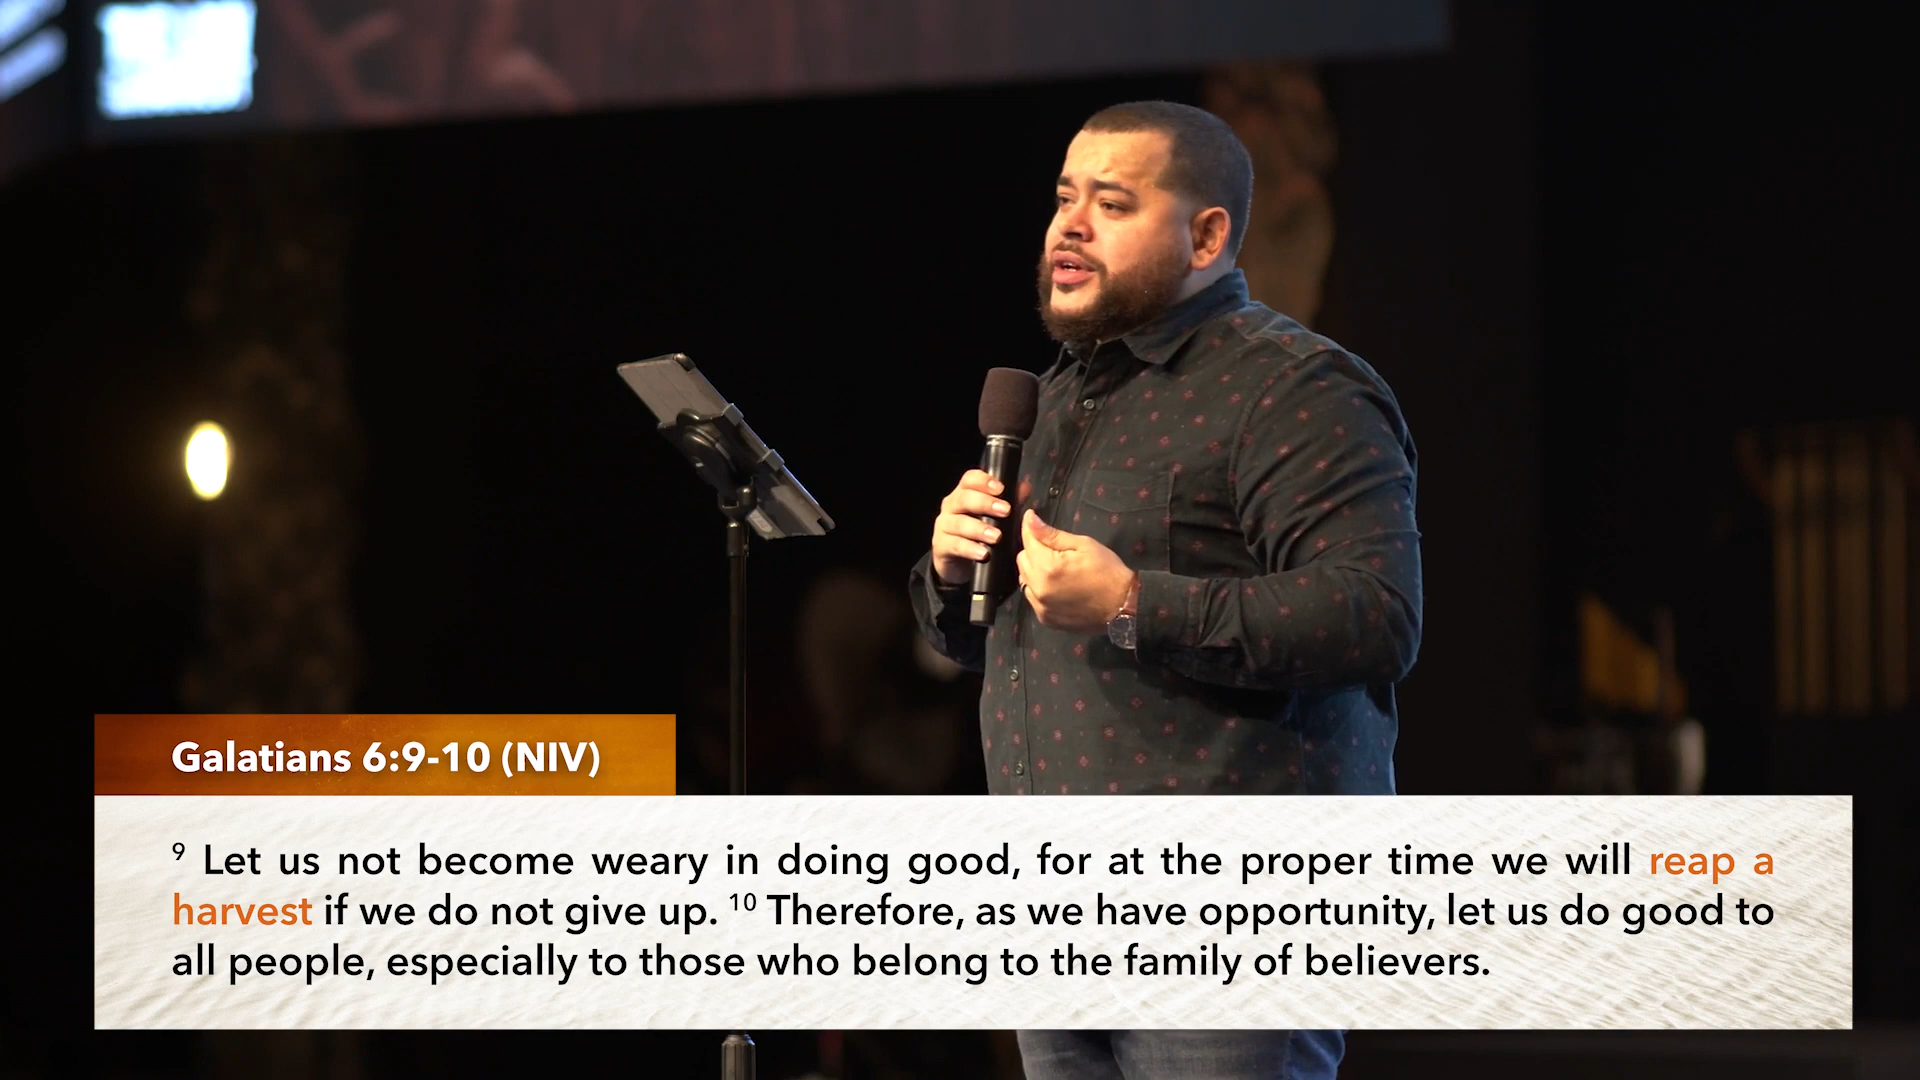 Galatians 6:9-10 (NIV)
⁹ Let us not become weary in doing good, for at the proper time we will reap a
harvest if we do not give up. ¹⁰ Therefore, as we have opportunity, let us do good to
all people, especially to those who belong to the family of believers.